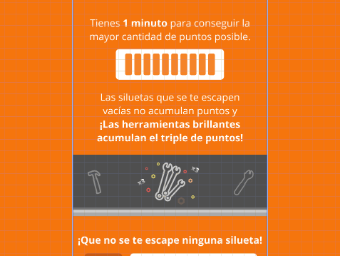 Tienes 1 minuto para conseguir la
mayor cantidad de puntos posible.
Las siluetas que se te escapen
vacías no acumulan puntos y
¡Las herramientas brillantes
acumulan el triple de puntos!
¡Que no se te escape ninguna silueta!